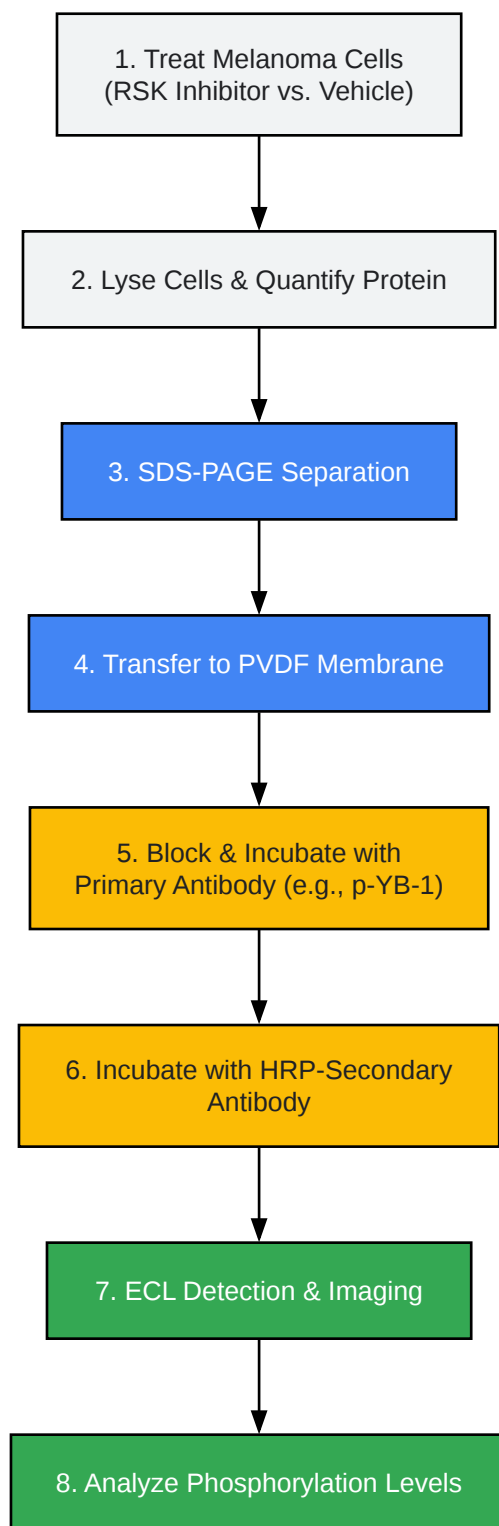 1. Treat Melanoma Cells
(RSK Inhibitor vs. Vehicle)
2. Lyse Cells & Quantify Protein
3. SDS-PAGE Separation
4. Transfer to PVDF Membrane
5. Block & Incubate with
Primary Antibody (e.g., p-YB-1)
6. Incubate with HRP-Secondary
Antibody
7. ECL Detection & Imaging
8. Analyze Phosphorylation Levels